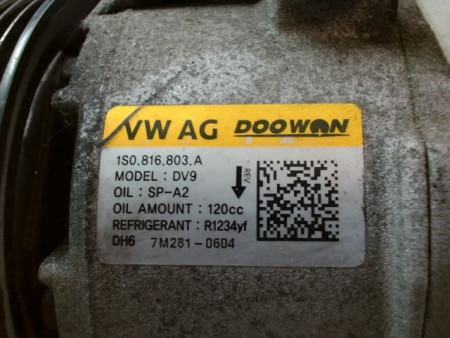 VW AG DOOWON
1S0.816.803.A
MODEL : DV9
OIL : SP-A2
REV
OIL AMOUNT : 120cc
REFRIGERANT : R1234yf
DH6 7M281-0604